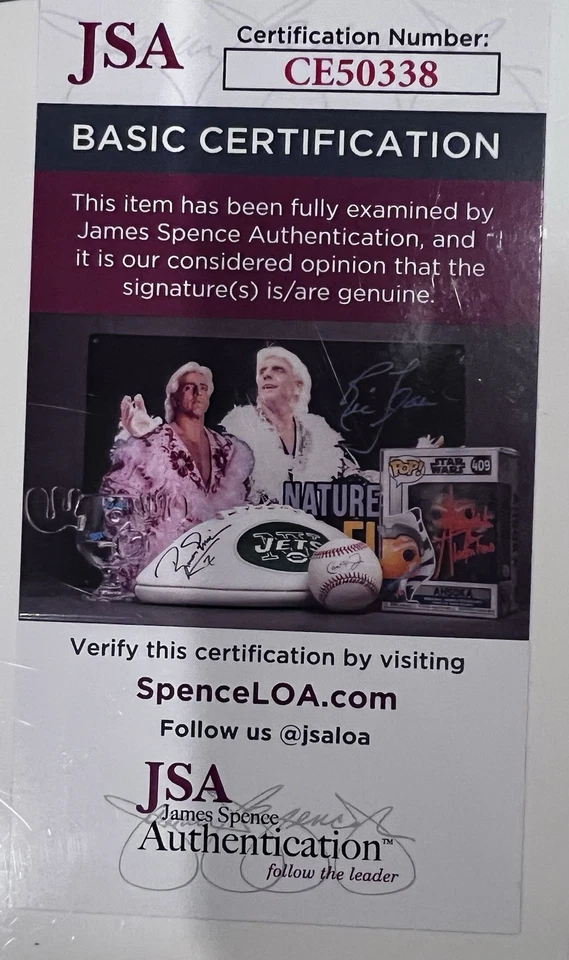 JSA
Certification Number:
CE50338
BASIC CERTIFICATION
This item has been fully examined by
James Spence Authentication, and
it is our considered opinion that the
signature(s) is/are genuine.
NATURE
JETS
POP!
STAR
WARS
409
AHSOKA
Verify this certification by visiting
SpenceLOA.com
Follow us @jsaloa
JSA
James Spence
Authentication™
follow the leader